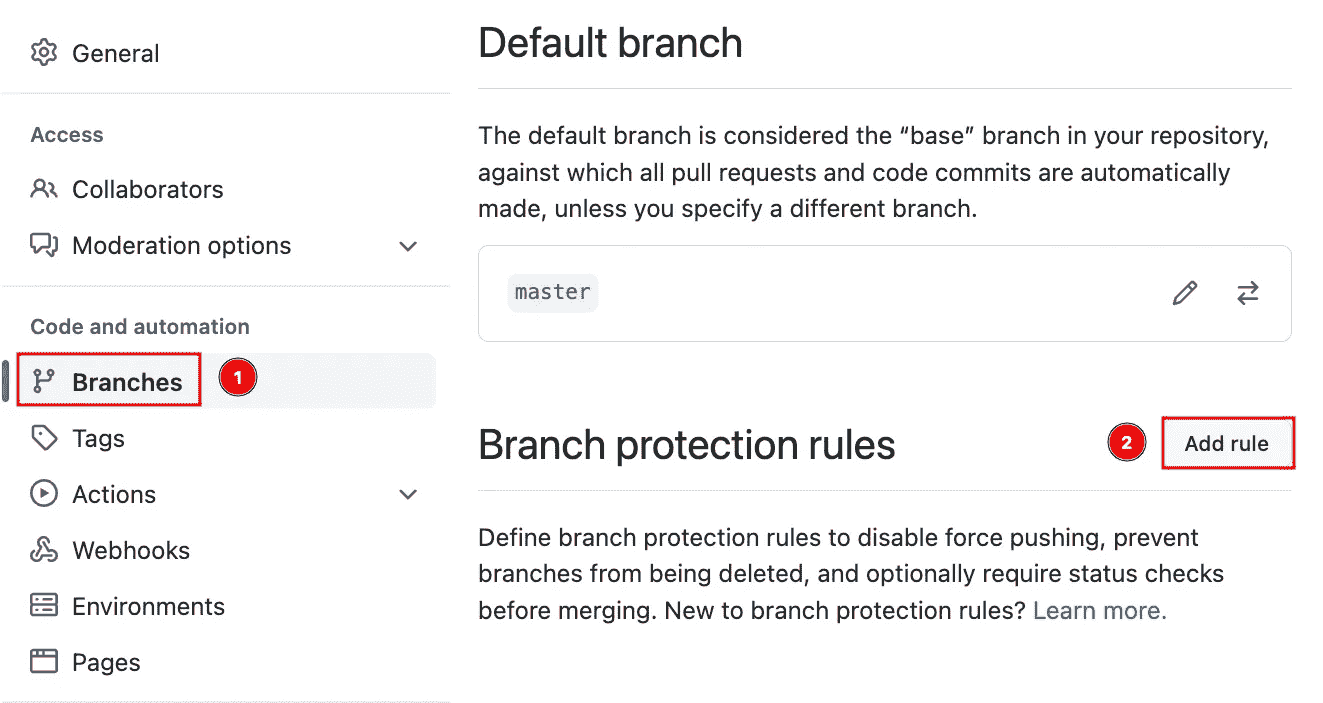 General
Access
Collaborators
Moderation options
Code and automation
Branches
1
Tags
Actions
Webhooks
Environments
Pages
Default branch
The default branch is considered the “base” branch in your repository,
against which all pull requests and code commits are automatically
made, unless you specify a different branch.
master
Branch protection rules
2
Add rule
Define branch protection rules to disable force pushing, prevent
branches from being deleted, and optionally require status checks
before merging. New to branch protection rules? Learn more.